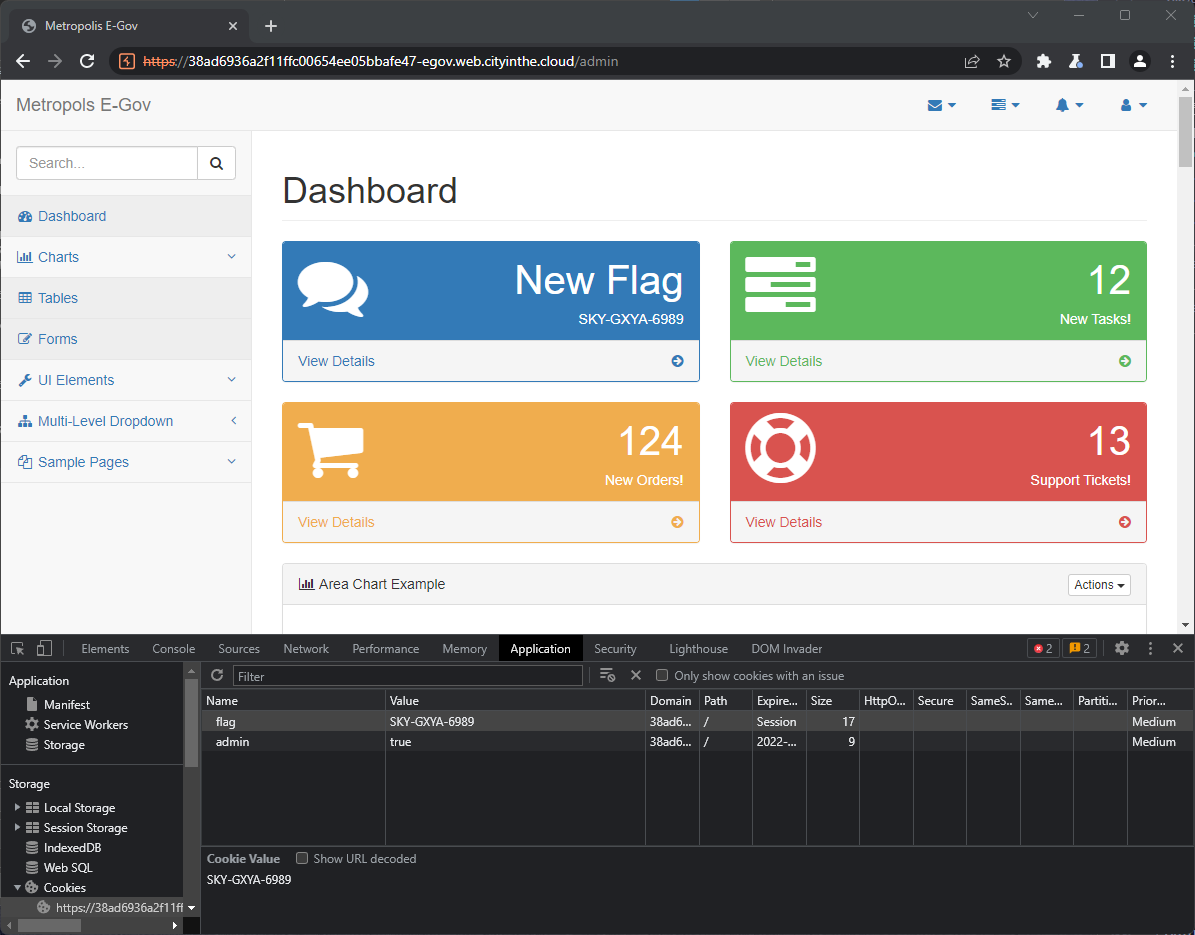 Metropolis E-Gov
https://38ad6936a2f11ffc00654ee05bbafe47-egov.web.cityinthe.cloud/admin
Metropols E-Gov
Search...
Dashboard
Charts
Tables
Forms
UI Elements
Multi-Level Dropdown
Sample Pages
Dashboard
New Flag
SKY-GXYA-6989
View Details
12
New Tasks!
View Details
124
New Orders!
View Details
13
Support Tickets!
View Details
Area Chart Example
Actions
Elements Console Sources Network Performance Memory Application Security Lighthouse DOM Invader 2 2
Application
Manifest
Service Workers
Storage
Storage
Local Storage
Session Storage
IndexedDB
Web SQL
Cookies
https://38ad6936a2f11ff
Filter
Only show cookies with an issue
Name Value Domain Path Expire... Size HttpO... Secure SameS.. Same... Partiti... Prior...
flag SKY-GXYA-6989 38ad6... / Session 17 Medium
admin true 38ad6... / 2022-... 9 Medium
Cookie Value Show URL decoded
SKY-GXYA-6989